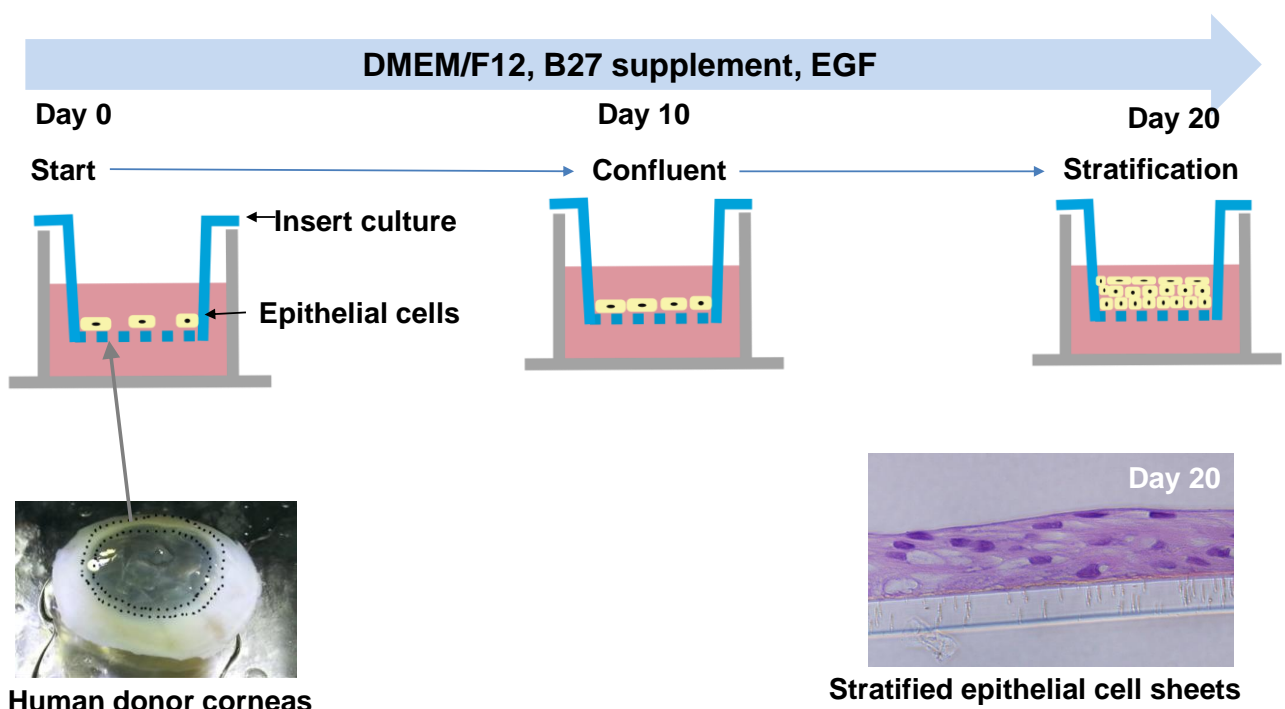 DMEM/F12, B27 supplement, EGF
Day 0
Day 10
Day 20
Start
Confluent
Stratification
Insert culture
Epithelial cells
Day 20
Human donor corneas
Stratified epithelial cell sheets